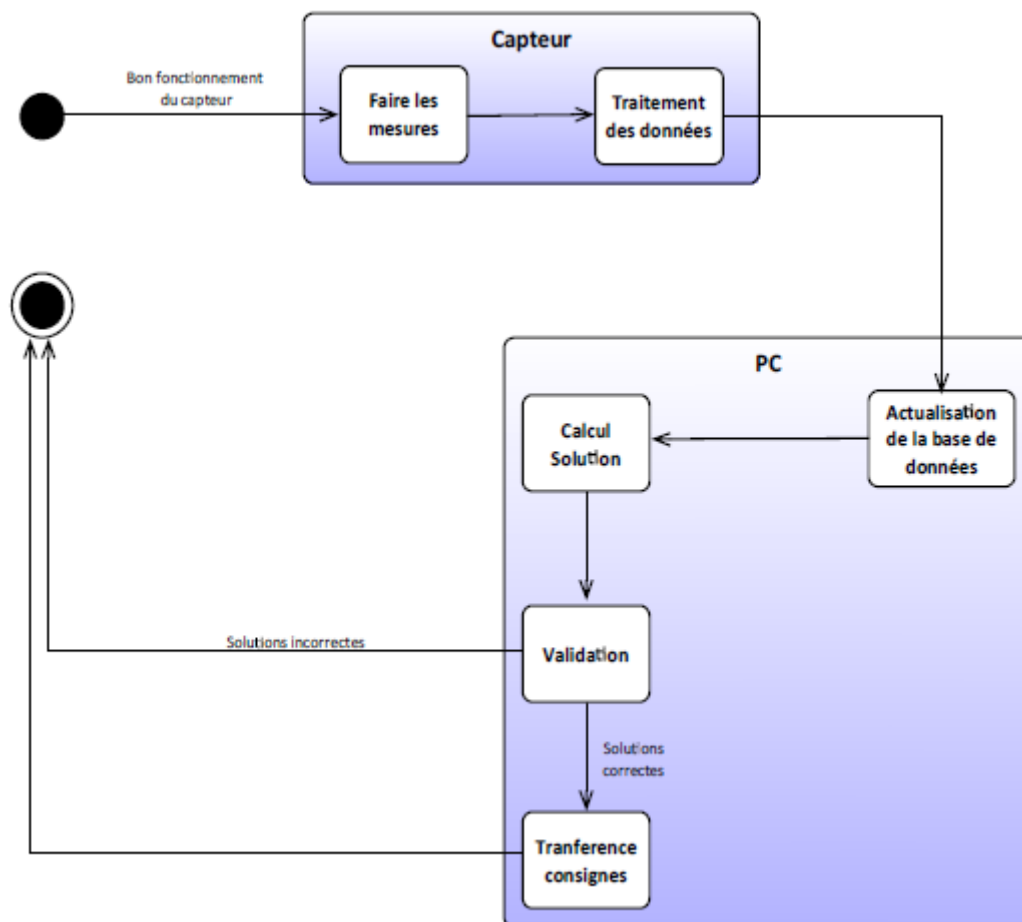 Capteur
Bon fonctionnement
du capteur
Faire les
mesures
Traitement
des données
PC
Actualisation
de la base de
données
Calcul
Solution
Solutions incorrectes
Validation
Solutions
correctes
Tranference
consignes